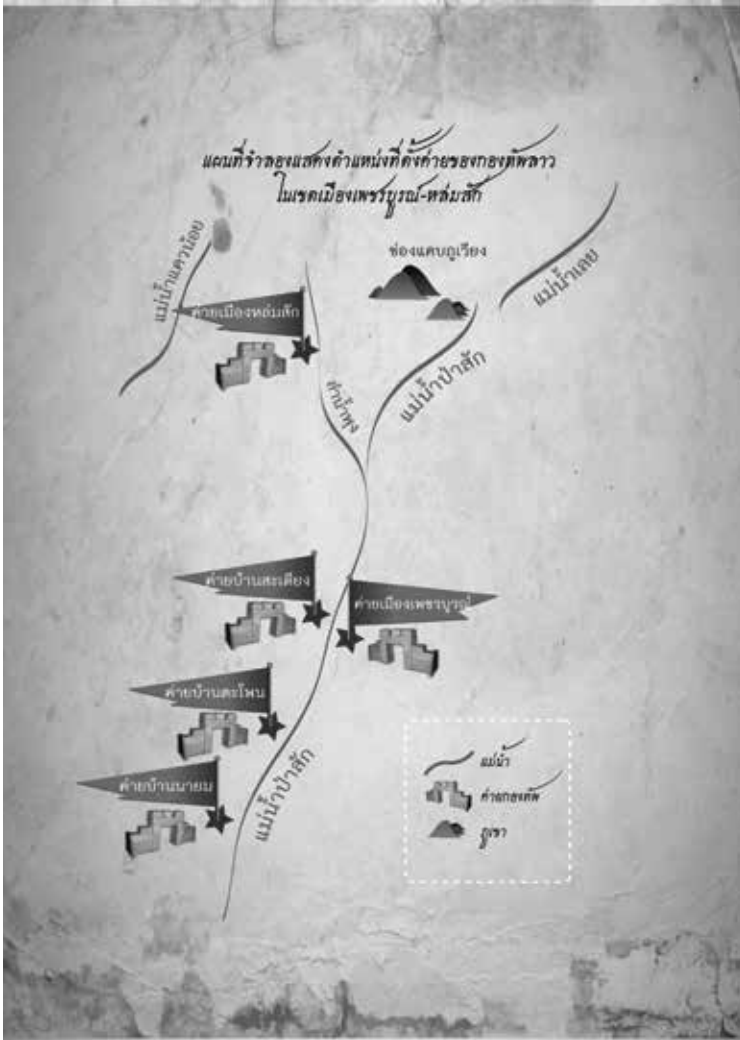 แผนที่จำลองแสดงตำแหน่งที่ตั้งค่ายของกองทัพลาว
ในเขตเมืองเพชรบูรณ์-หล่มสัก
ช่องแคบภูเวียง
แม่น้ำแควน้อย
แม่น้ำเลย
ค่ายเมืองหล่มสัก
แม่น้ำป่าสัก
ลำน้ำพุง
ค่ายบ้านสะเดียง
ค่ายเมืองเพชรบูรณ์
ค่ายบ้านตะโพน
ค่ายบ้านนายม
แม่น้ำป่าสัก
แม่น้ำ
ค่ายกองทัพ
ภูเขา